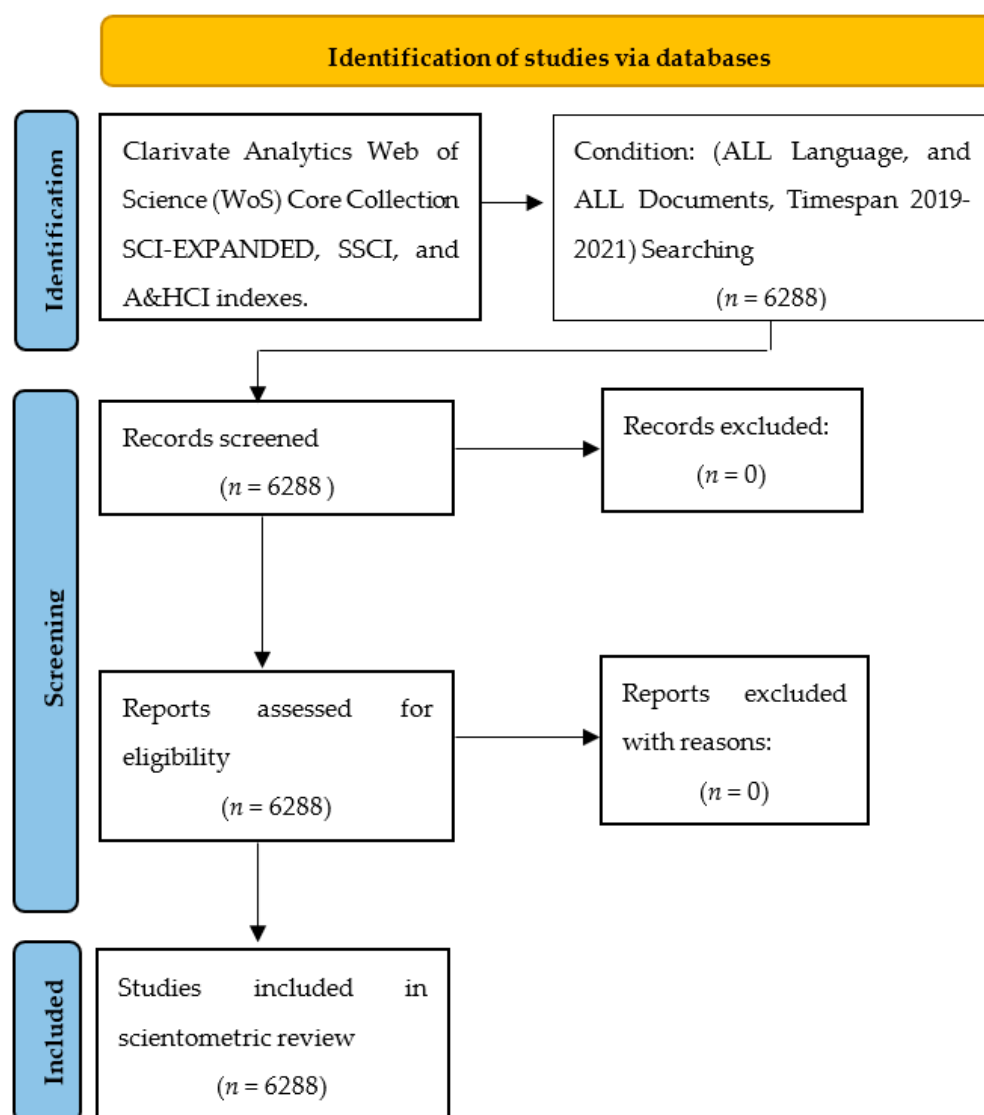 Identification of studies via databases
Identification
Clarivate Analytics Web of
Science (WoS) Core Collection
SCI-EXPANDED, SSCI, and
A&HCI indexes.
Condition: (ALL Language, and
ALL Documents, Timespan 2019-
2021) Searching
(n = 6288)
Screening
Records screened
(n = 6288 )
Records excluded:
(n = 0)
Reports assessed for
eligibility
(n = 6288)
Reports excluded
with reasons:
(n = 0)
Included
Studies included in
scientometric review
(n = 6288)